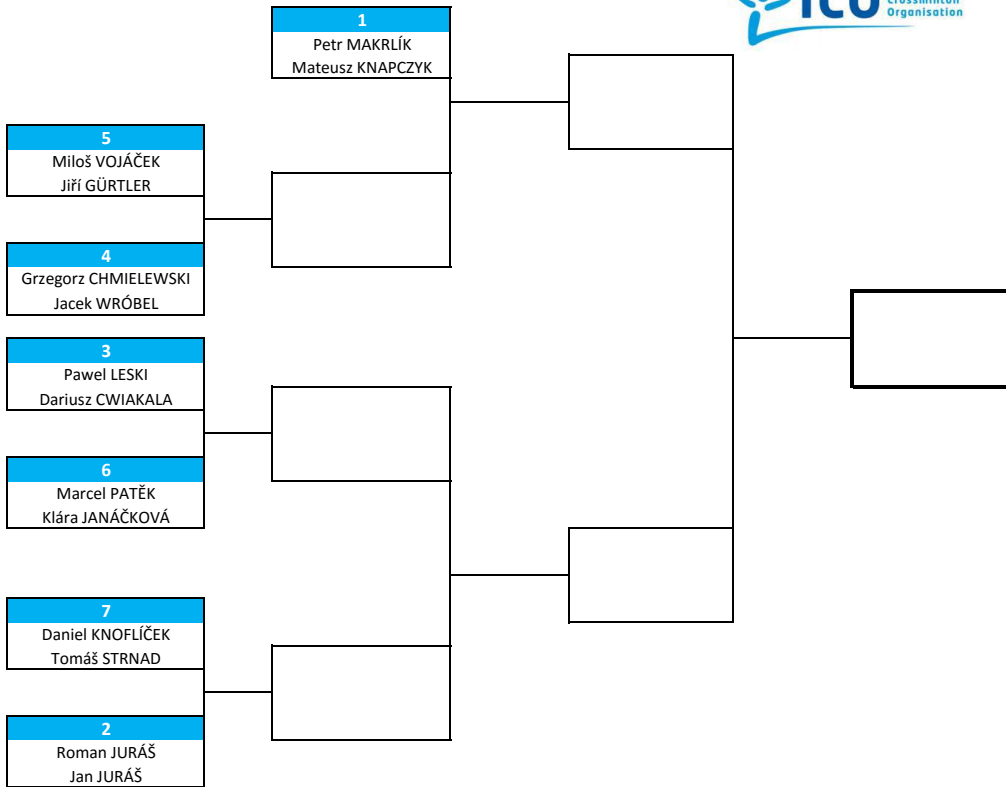 ICO
Crossminton
Organisation
1
Petr MAKRLÍK
Mateusz KNAPCZYK
5
Miloš VOJÁČEK
Jiří GÜRTLER
4
Grzegorz CHMIELEWSKI
Jacek WRÓBEL
3
Pawel LESKI
Dariusz CWIAKALA
6
Marcel PATĚK
Klára JANÁČKOVÁ
7
Daniel KNOFLÍČEK
Tomáš STRNAD
2
Roman JURÁŠ
Jan JURÁŠ